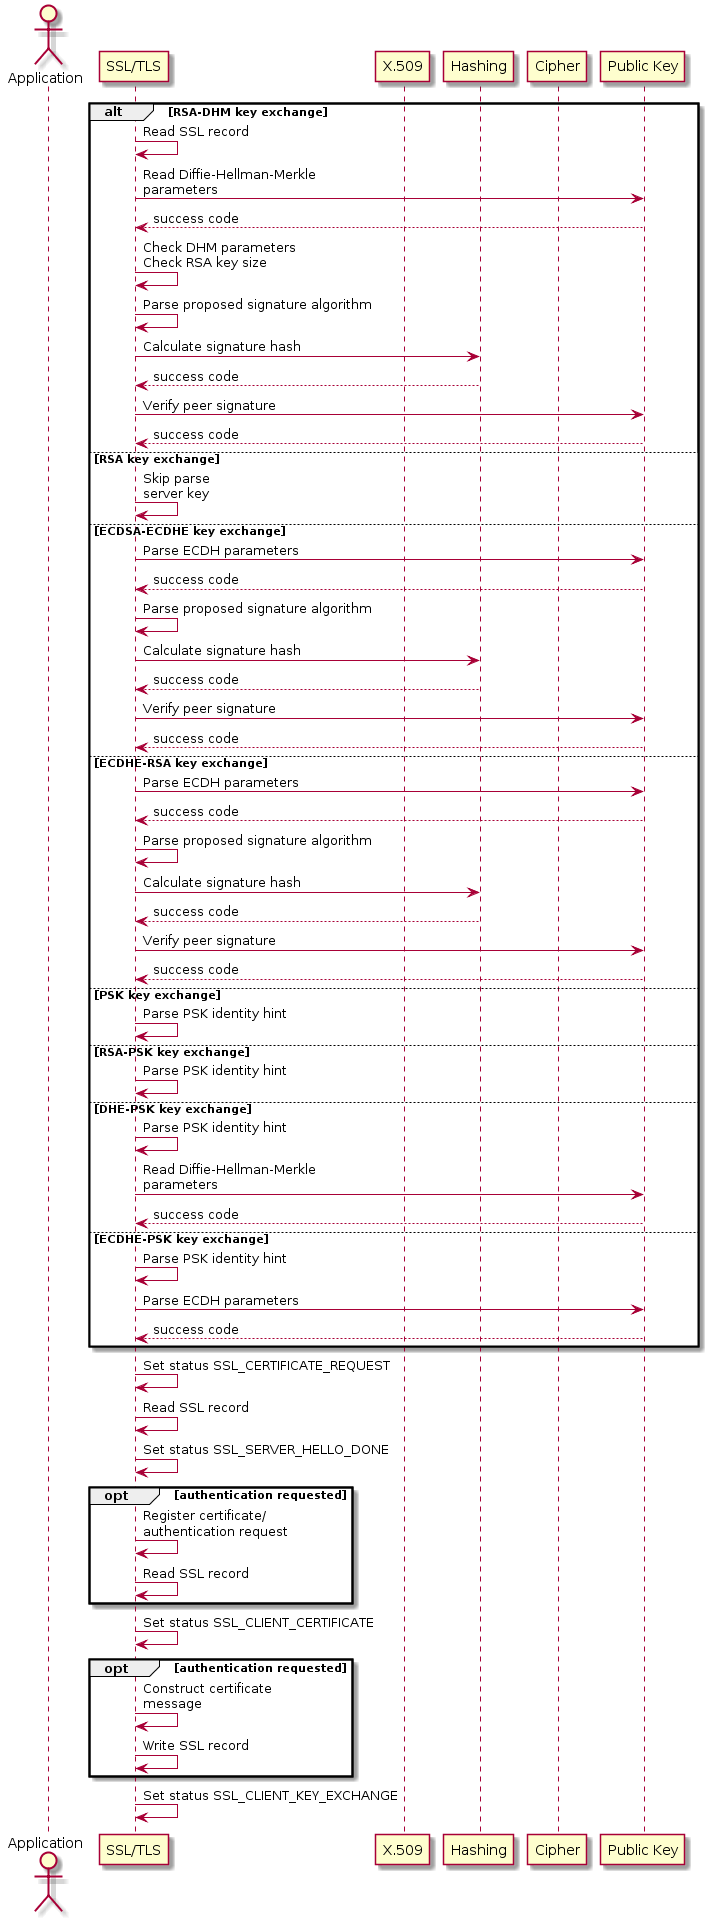 Application
SSL/TLS
X.509
Hashing
Cipher
Public Key
alt
[RSA-DHM key exchange]
Read SSL record
Read Diffie-Hellman-Merkle
parameters
success code
Check DHM parameters
Check RSA key size
Parse proposed signature algorithm
Calculate signature hash
success code
Verify peer signature
success code
[RSA key exchange]
Skip parse
server key
[ECDSA-ECDHE key exchange]
Parse ECDH parameters
success code
Parse proposed signature algorithm
Calculate signature hash
success code
Verify peer signature
success code
[ECDHE-RSA key exchange]
Parse ECDH parameters
success code
Parse proposed signature algorithm
Calculate signature hash
success code
Verify peer signature
success code
[PSK key exchange]
Parse PSK identity hint
[RSA-PSK key exchange]
Parse PSK identity hint
[DHE-PSK key exchange]
Parse PSK identity hint
Read Diffie-Hellman-Merkle
parameters
success code
[ECDHE-PSK key exchange]
Parse PSK identity hint
Parse ECDH parameters
success code
Set status SSL_CERTIFICATE_REQUEST
Read SSL record
Set status SSL_SERVER_HELLO_DONE
opt
[authentication requested]
Register certificate/
authentication request
Read SSL record
Set status SSL_CLIENT_CERTIFICATE
opt
[authentication requested]
Construct certificate
message
Write SSL record
Set status SSL_CLIENT_KEY_EXCHANGE
Application
SSL/TLS
X.509
Hashing
Cipher
Public Key